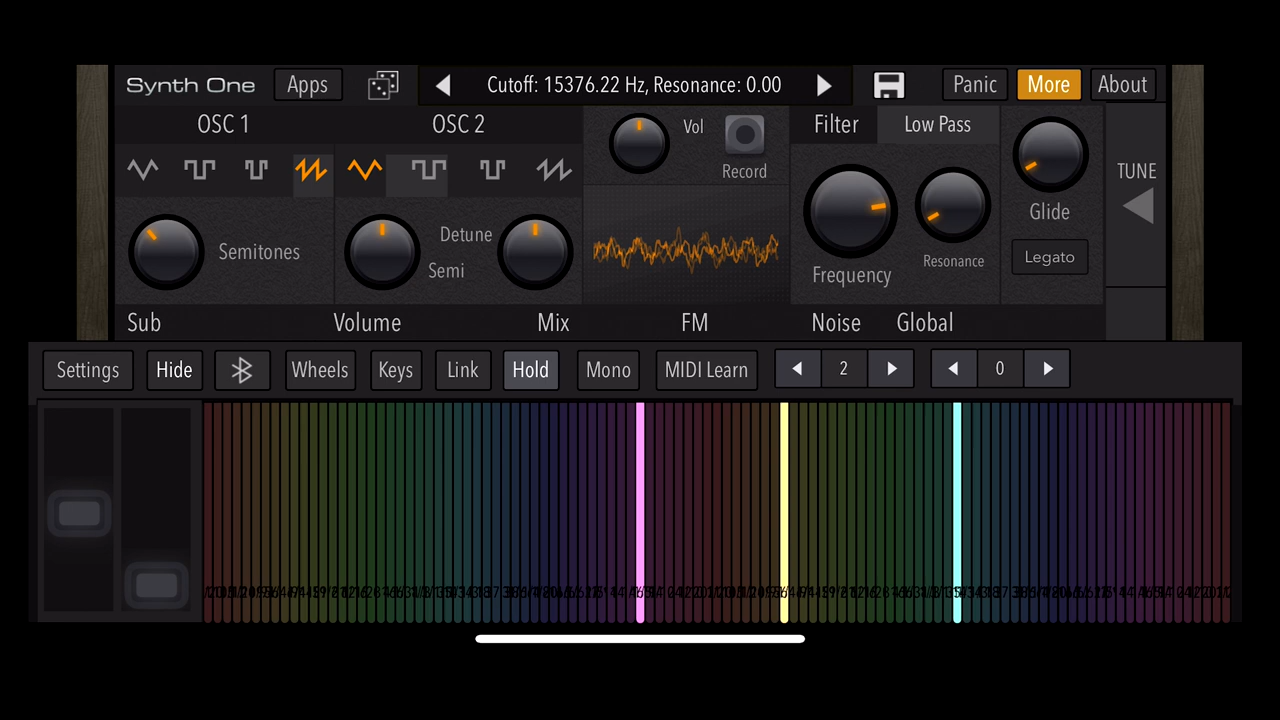 Synth One Apps Cutoff: 15376.22 Hz, Resonance: 0.00 Panic More About
OSC 1 OSC 2 Vol Filter Low Pass
Record TUNE
Semitones Detune Glide
Semi Frequency Resonance Legato
Sub Volume Mix FM Noise Global
Settings Hide Wheels Keys Link Hold Mono MIDI Learn 2 0